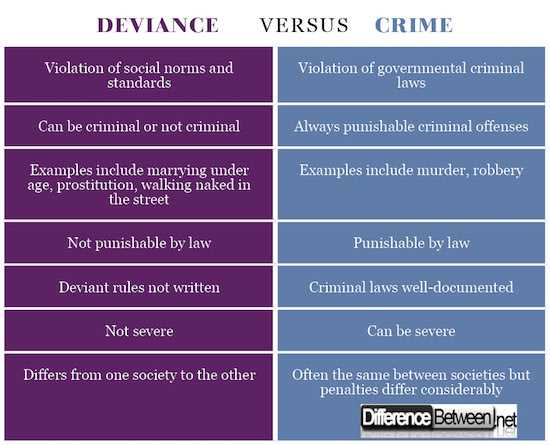 DEVIANCE VERSUS CRIME
Violation of social norms and
standards
Violation of governmental criminal
laws
Can be criminal or not criminal
Always punishable criminal offenses
Examples include marrying under
age, prostitution, walking naked in
the street
Examples include murder, robbery
Not punishable by law
Punishable by law
Deviant rules not written
Criminal laws well-documented
Not severe
Can be severe
Differs from one society to the other
Often the same between societies but
penalties differ considerably
DifferenceBetween.net